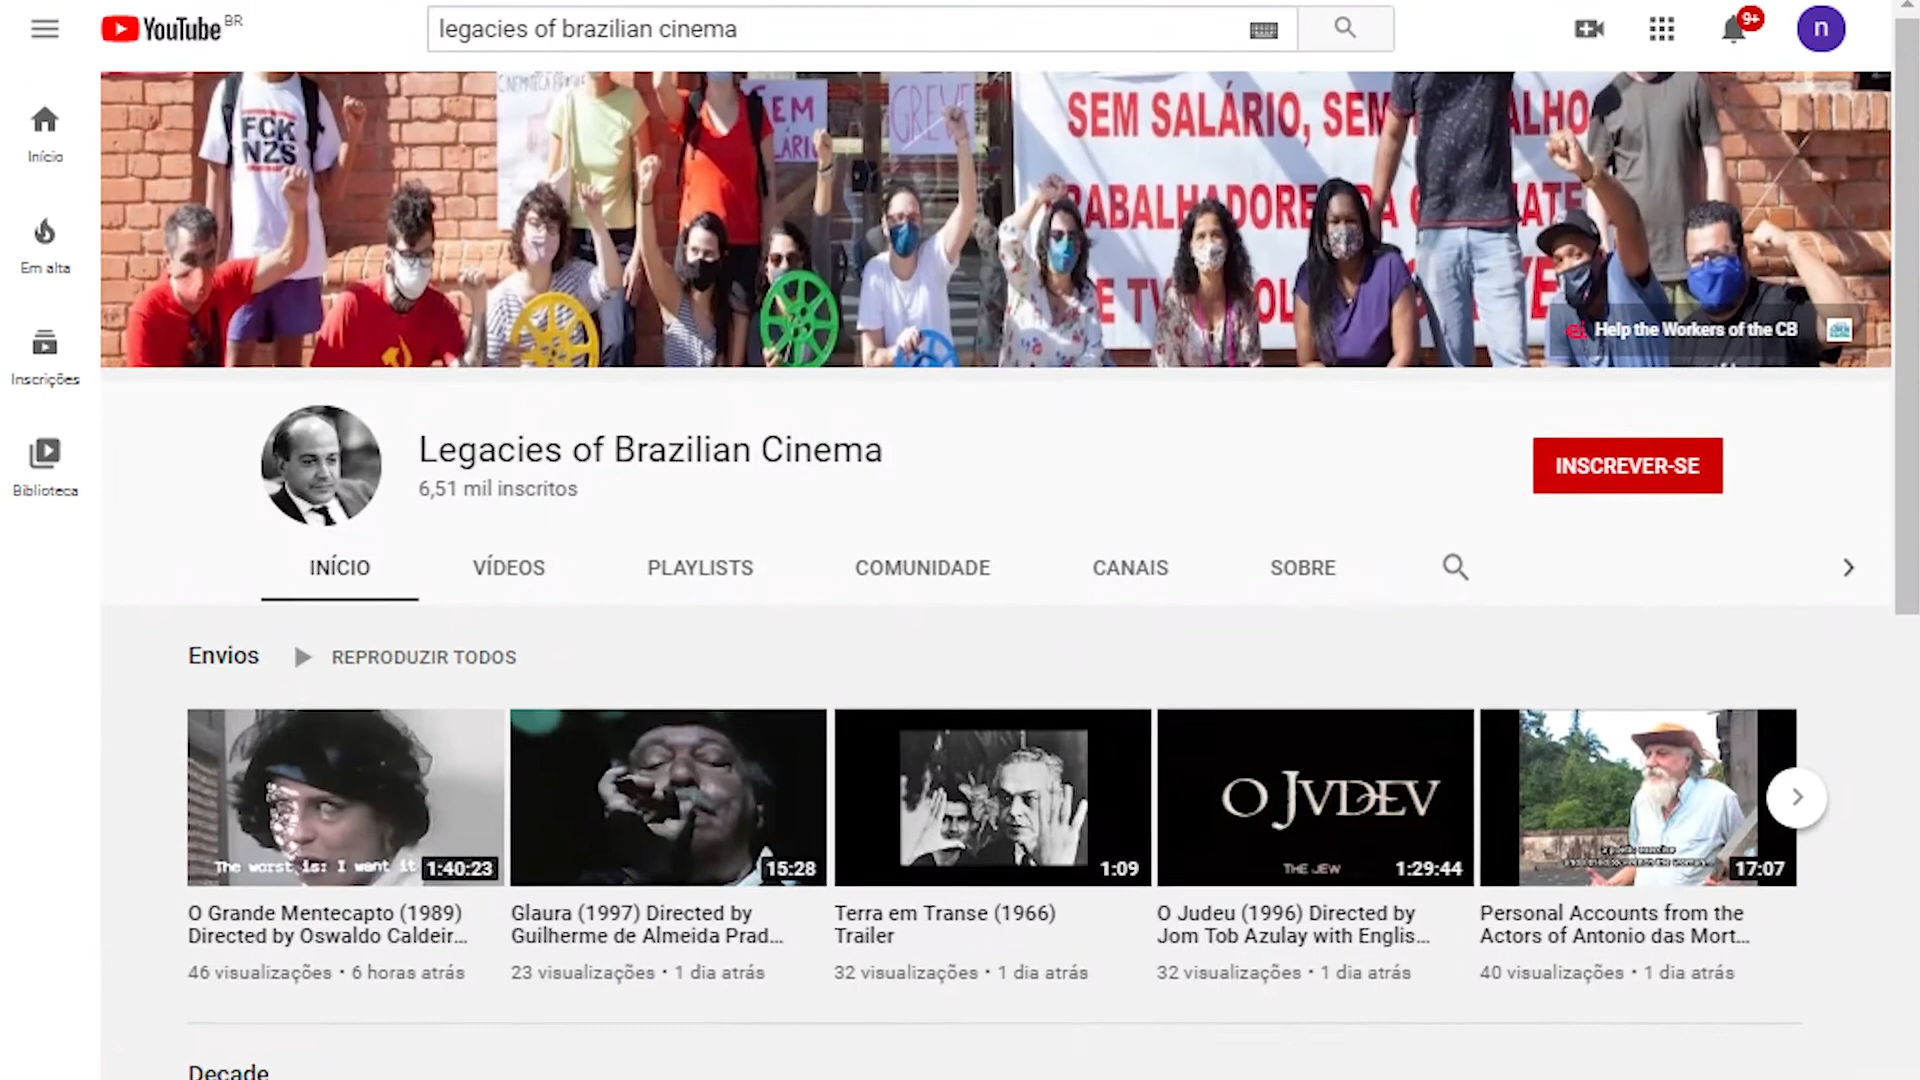 YouTube BR
legacies of brazilian cinema
9+
n
Início
Em alta
Inscrições
Biblioteca
FCK
NZS
SEM
GREVE
SEM SALÁRIO, SEM
Help the Workers of the CB
Legacies of Brazilian Cinema
6,51 mil inscritos
INSCREVER-SE
INÍCIO
VÍDEOS
PLAYLISTS
COMUNIDADE
CANAIS
SOBRE
Envios
REPRODUZIR TODOS
The worst is: I want it
1:40:23
15:28
1:09
O JVDEV
THE JEW
1:29:44
17:07
O Grande Mentecapto (1989)
Directed by Oswaldo Caldeir...
46 visualizações • 6 horas atrás
Glaura (1997) Directed by
Guilherme de Almeida Prad...
23 visualizações • 1 dia atrás
Terra em Transe (1966)
Trailer
32 visualizações • 1 dia atrás
O Judeu (1996) Directed by
Jom Tob Azulay with Englis...
32 visualizações • 1 dia atrás
Personal Accounts from the
Actors of Antonio das Mort...
40 visualizações • 1 dia atrás
Decade